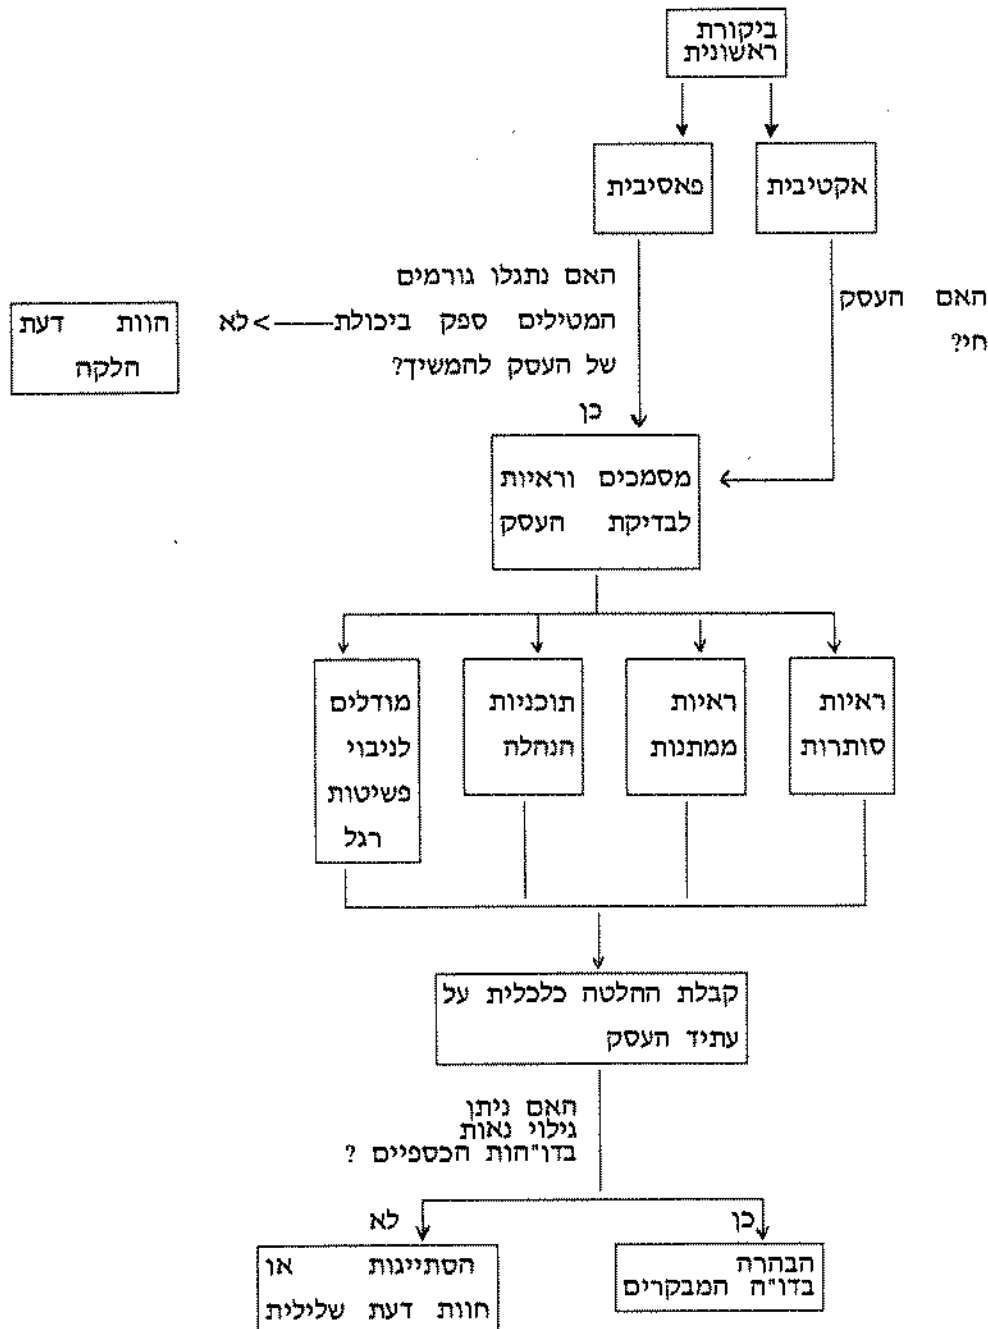 ביקורת
ראשונית
אקטיבית
פאסיבית
האם העסק
חי?
האם נתגלו גורמים
המטילים ספק ביכולת
של העסק להמשיך?
לא
חוות דעת
חלקה
כן
מסמכים וראיות
לבדיקת העסק
ראיות
סותרות
ראיות
ממתנות
תוכניות
הנהלה
מודלים
לניבוי
פשיטות
רגל
קבלת החלטה כלכלית על
עתיד העסק
האם ניתן
גילוי נאות
בדו"חות הכספיים ?
כן
הבהרה
בדו"ח המבקרים
לא
הסתייגות או
חוות דעת שלילית